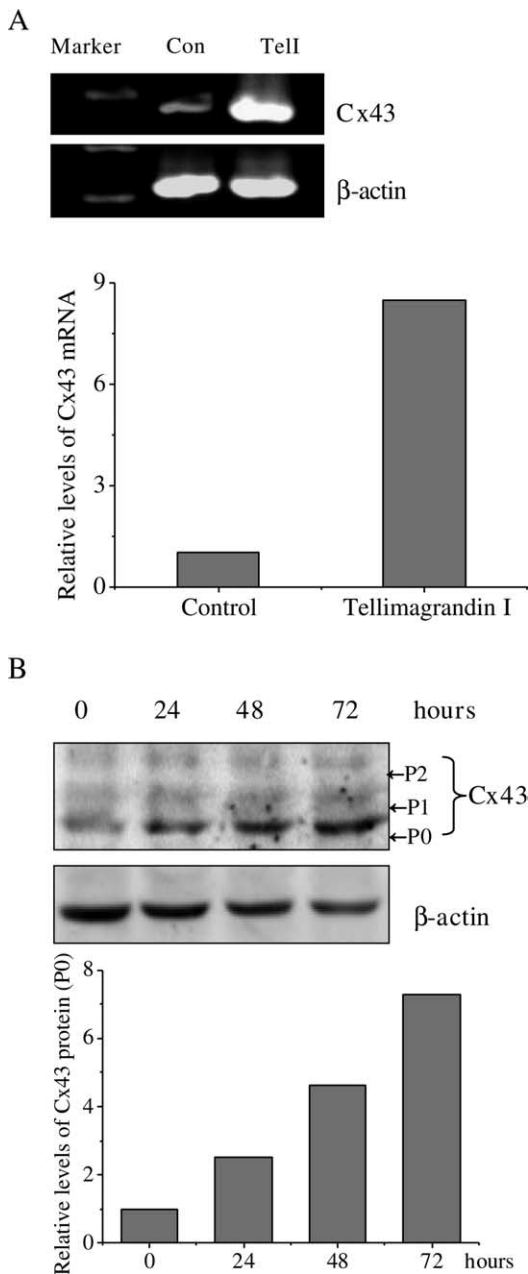 A
Marker Con TelI
Cx43
β-actin
Relative levels of Cx43 mRNA
9
6
3
0
Control Tellimagrandin I
B
0 24 48 72 hours
←P2
←P1
←P0
Cx43
β-actin
Relative levels of Cx43 protein (P0)
8
6
4
2
0
0 24 48 72 hours